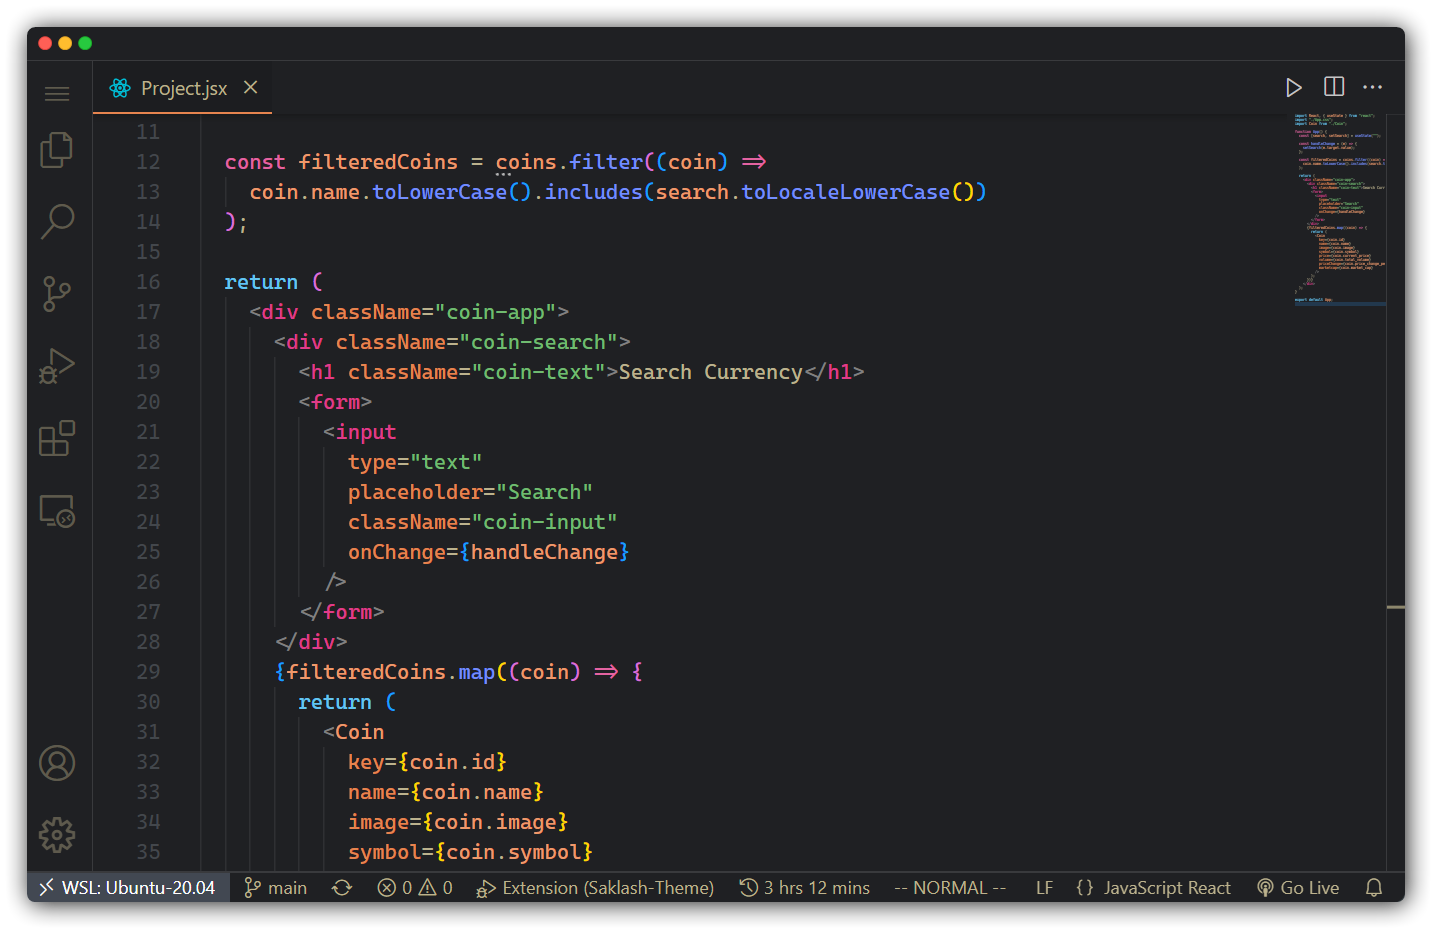 Project.jsx
11
12 const filteredCoins = coins.filter((coin) =>
13 coin.name.toLowerCase().includes(search.toLocaleLowerCase())
14 );
15
16 return (
17 <div className="coin-app">
18 <div className="coin-search">
19 <h1 className="coin-text">Search Currency</h1>
20 <form>
21 <input
22 type="text"
23 placeholder="Search"
24 className="coin-input"
25 onChange={handleChange}
26 />
27 </form>
28 </div>
29 {filteredCoins.map((coin) => {
30 return (
31 <Coin
32 key={coin.id}
33 name={coin.name}
34 image={coin.image}
35 symbol={coin.symbol}
WSL: Ubuntu-20.04 main 0 0 Extension (Saklash-Theme) 3 hrs 12 mins -- NORMAL -- LF {} JavaScript React Go Live